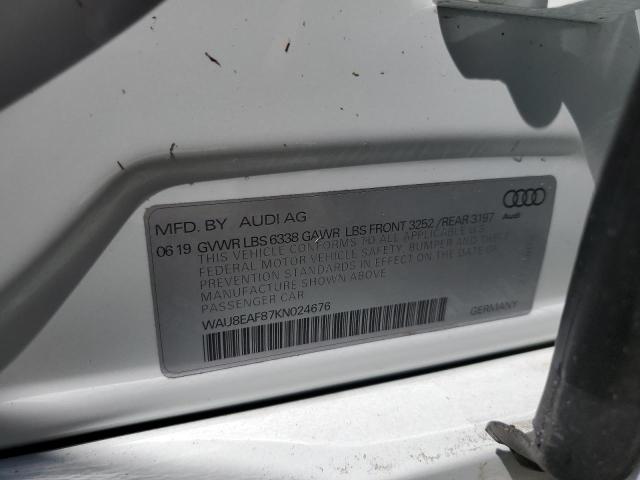 MFD. BY AUDI AG
06 19 GVWR LBS 6338 GAWR LBS FRONT 3252 / REAR 3197
THIS VEHICLE CONFORMS TO ALL APPLICABLE U.S.
FEDERAL MOTOR VEHICLE SAFETY, BUMPER AND THEFT
PREVENTION STANDARDS IN EFFECT ON THE DATE OF
MANUFACTURE SHOWN ABOVE
PASSENGER CAR
WAU8EAF87KN024676
Audi
GERMANY